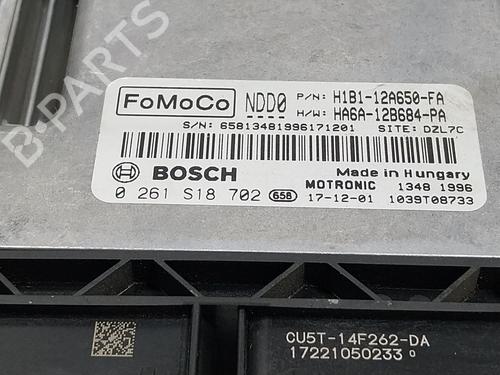 B-PARTS
FoMoCo NDD0 P/N: H1B1-12A650-FA
H/W: HA6A-12B684-PA
S/N: 65813481996171201 SITE: DZL7C
BOSCH Made in Hungary
MOTRONIC 1348 1996
0 261 S18 702 658 17-12-01 1039T08733
CU5T-14F262-DA
17221050233